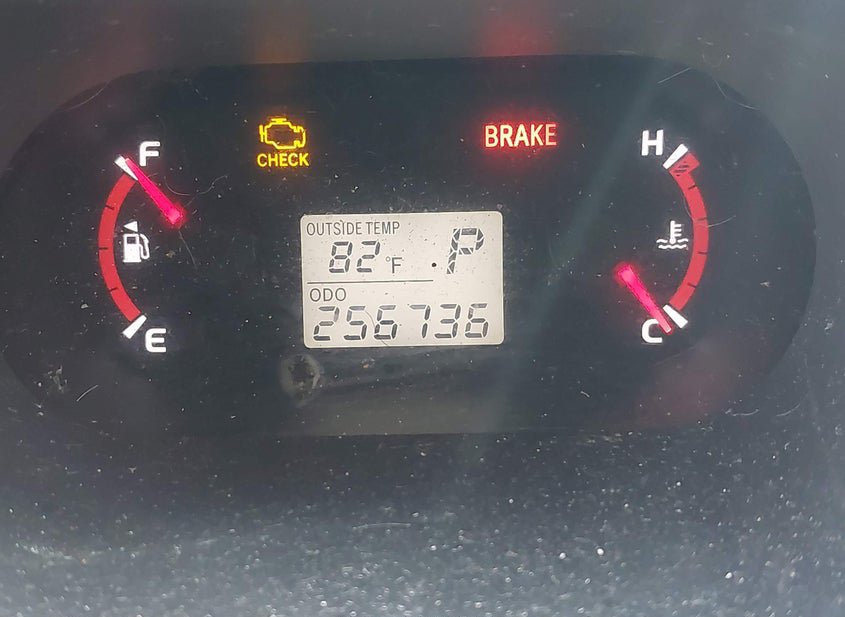 F
CHECK
BRAKE
H
OUTSIDE TEMP
82°F
P
ODO
256736
E
C